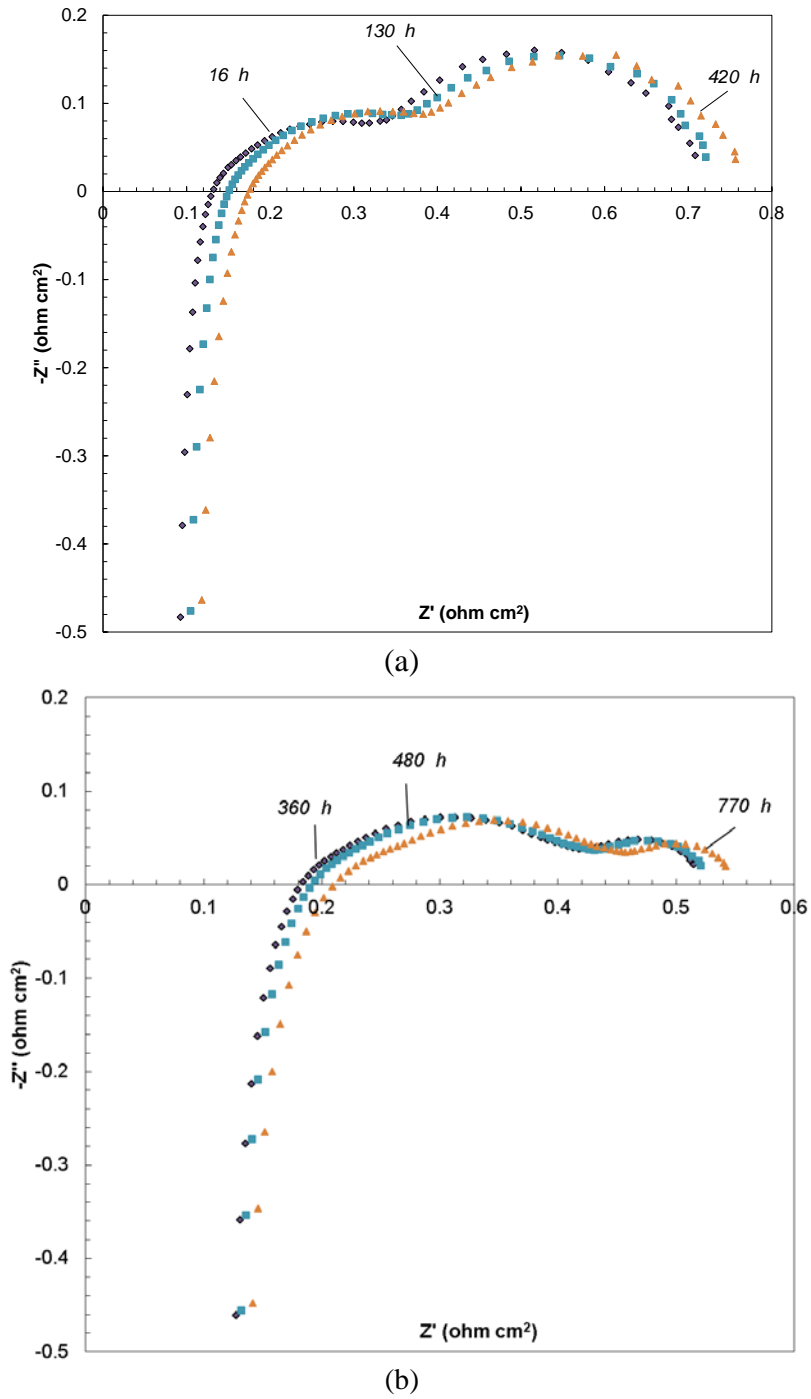 0.2
130 h
16 h
420 h
0.1
0
0 0.1 0.2 0.3 0.4 0.5 0.6 0.7 0.8
-0.1
-Z'' (ohm cm²)
-0.2
-0.3
-0.4
Z' (ohm cm²)
-0.5
(a)
0.2
480 h
360 h
770 h
0.1
0
0 0.1 0.2 0.3 0.4 0.5 0.6
-0.1
-Z'' (ohm cm²)
-0.2
-0.3
-0.4
Z' (ohm cm²)
-0.5
(b)